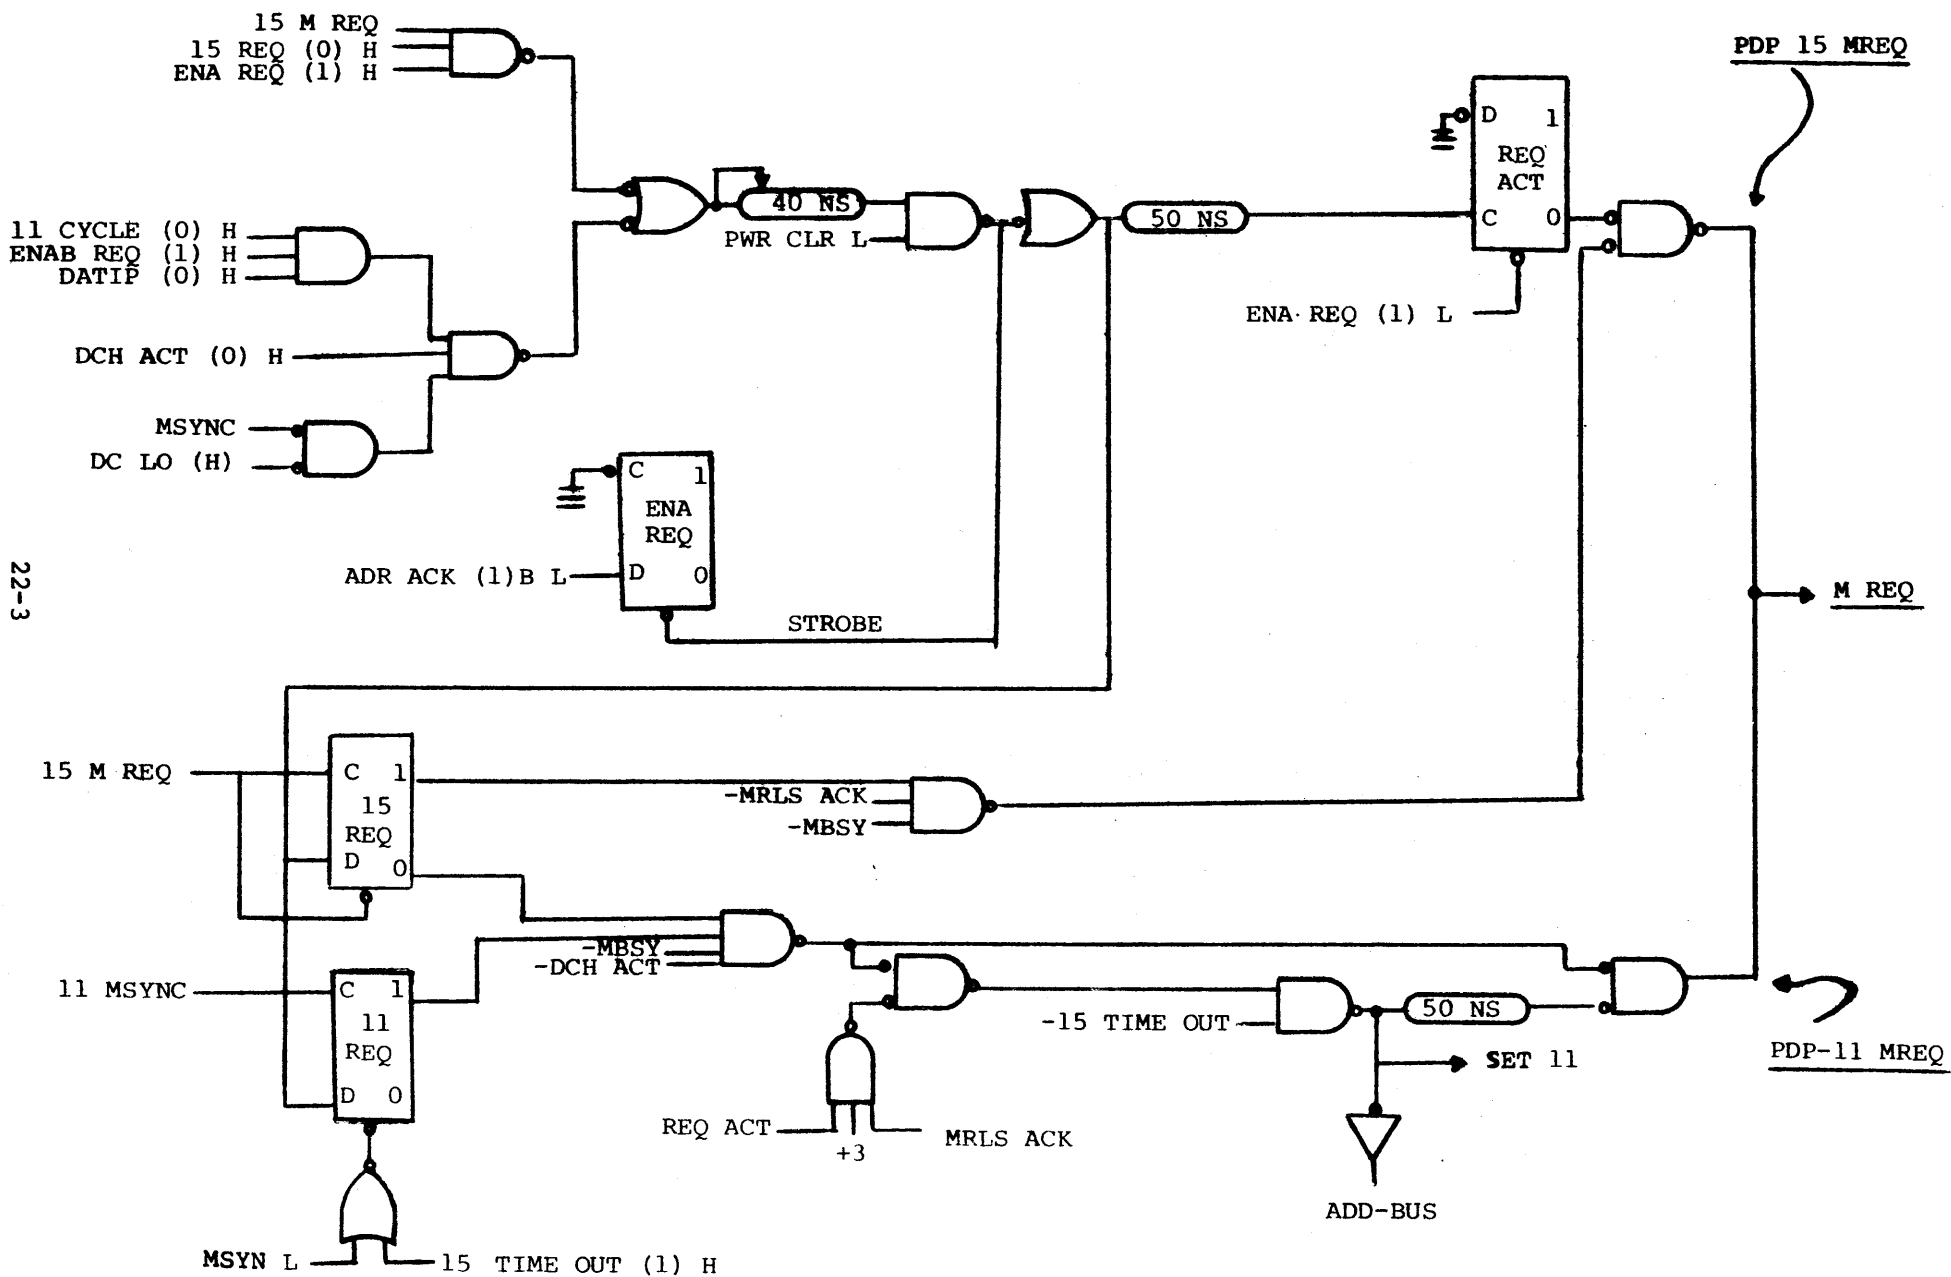 15 M REQ
15 REQ (0) H
ENA REQ (1) H
PDP 15 MREQ
D 1
REQ
ACT
C 0
40 NS
PWR CLR L
50 NS
11 CYCLE (0) H
ENAB REQ (1) H
DATIP (0) H
ENA REQ (1) L
DCH ACT (0) H
MSYNC
DC LO (H)
C 1
ENA
REQ
D 0
ADR ACK (1)B L
STROBE
22-3
M REQ
15 M REQ
C 1
15
REQ
D 0
-MRLS ACK
-MBSY
-MBSY
-DCH ACT
11 MSYNC
C 1
11
REQ
D 0
-15 TIME OUT
50 NS
SET 11
PDP-11 MREQ
REQ ACT
+3
MRLS ACK
ADD-BUS
MSYN L
15 TIME OUT (1) H